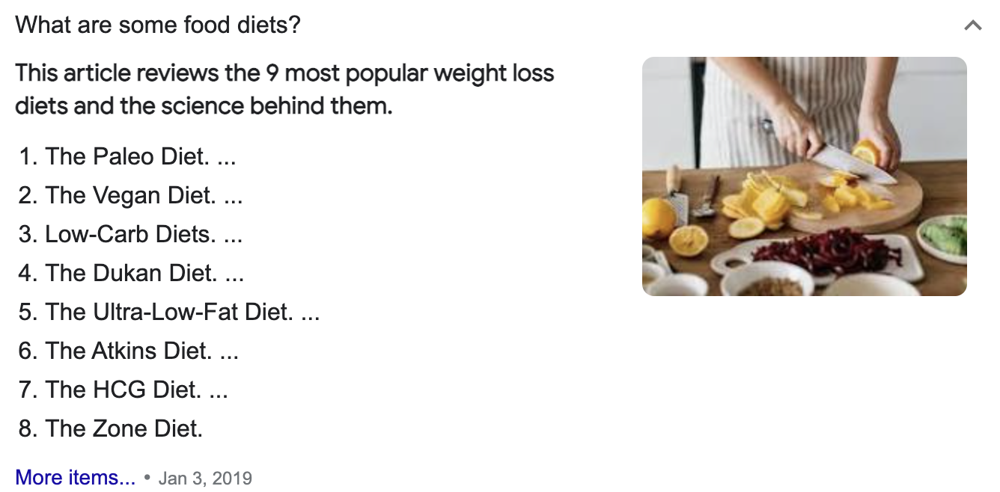 What are some food diets?
This article reviews the 9 most popular weight loss
diets and the science behind them.
1. The Paleo Diet. ...
2. The Vegan Diet. ...
3. Low-Carb Diets. ...
4. The Dukan Diet. ...
5. The Ultra-Low-Fat Diet. ...
6. The Atkins Diet. ...
7. The HCG Diet. ...
8. The Zone Diet.
More items... • Jan 3, 2019